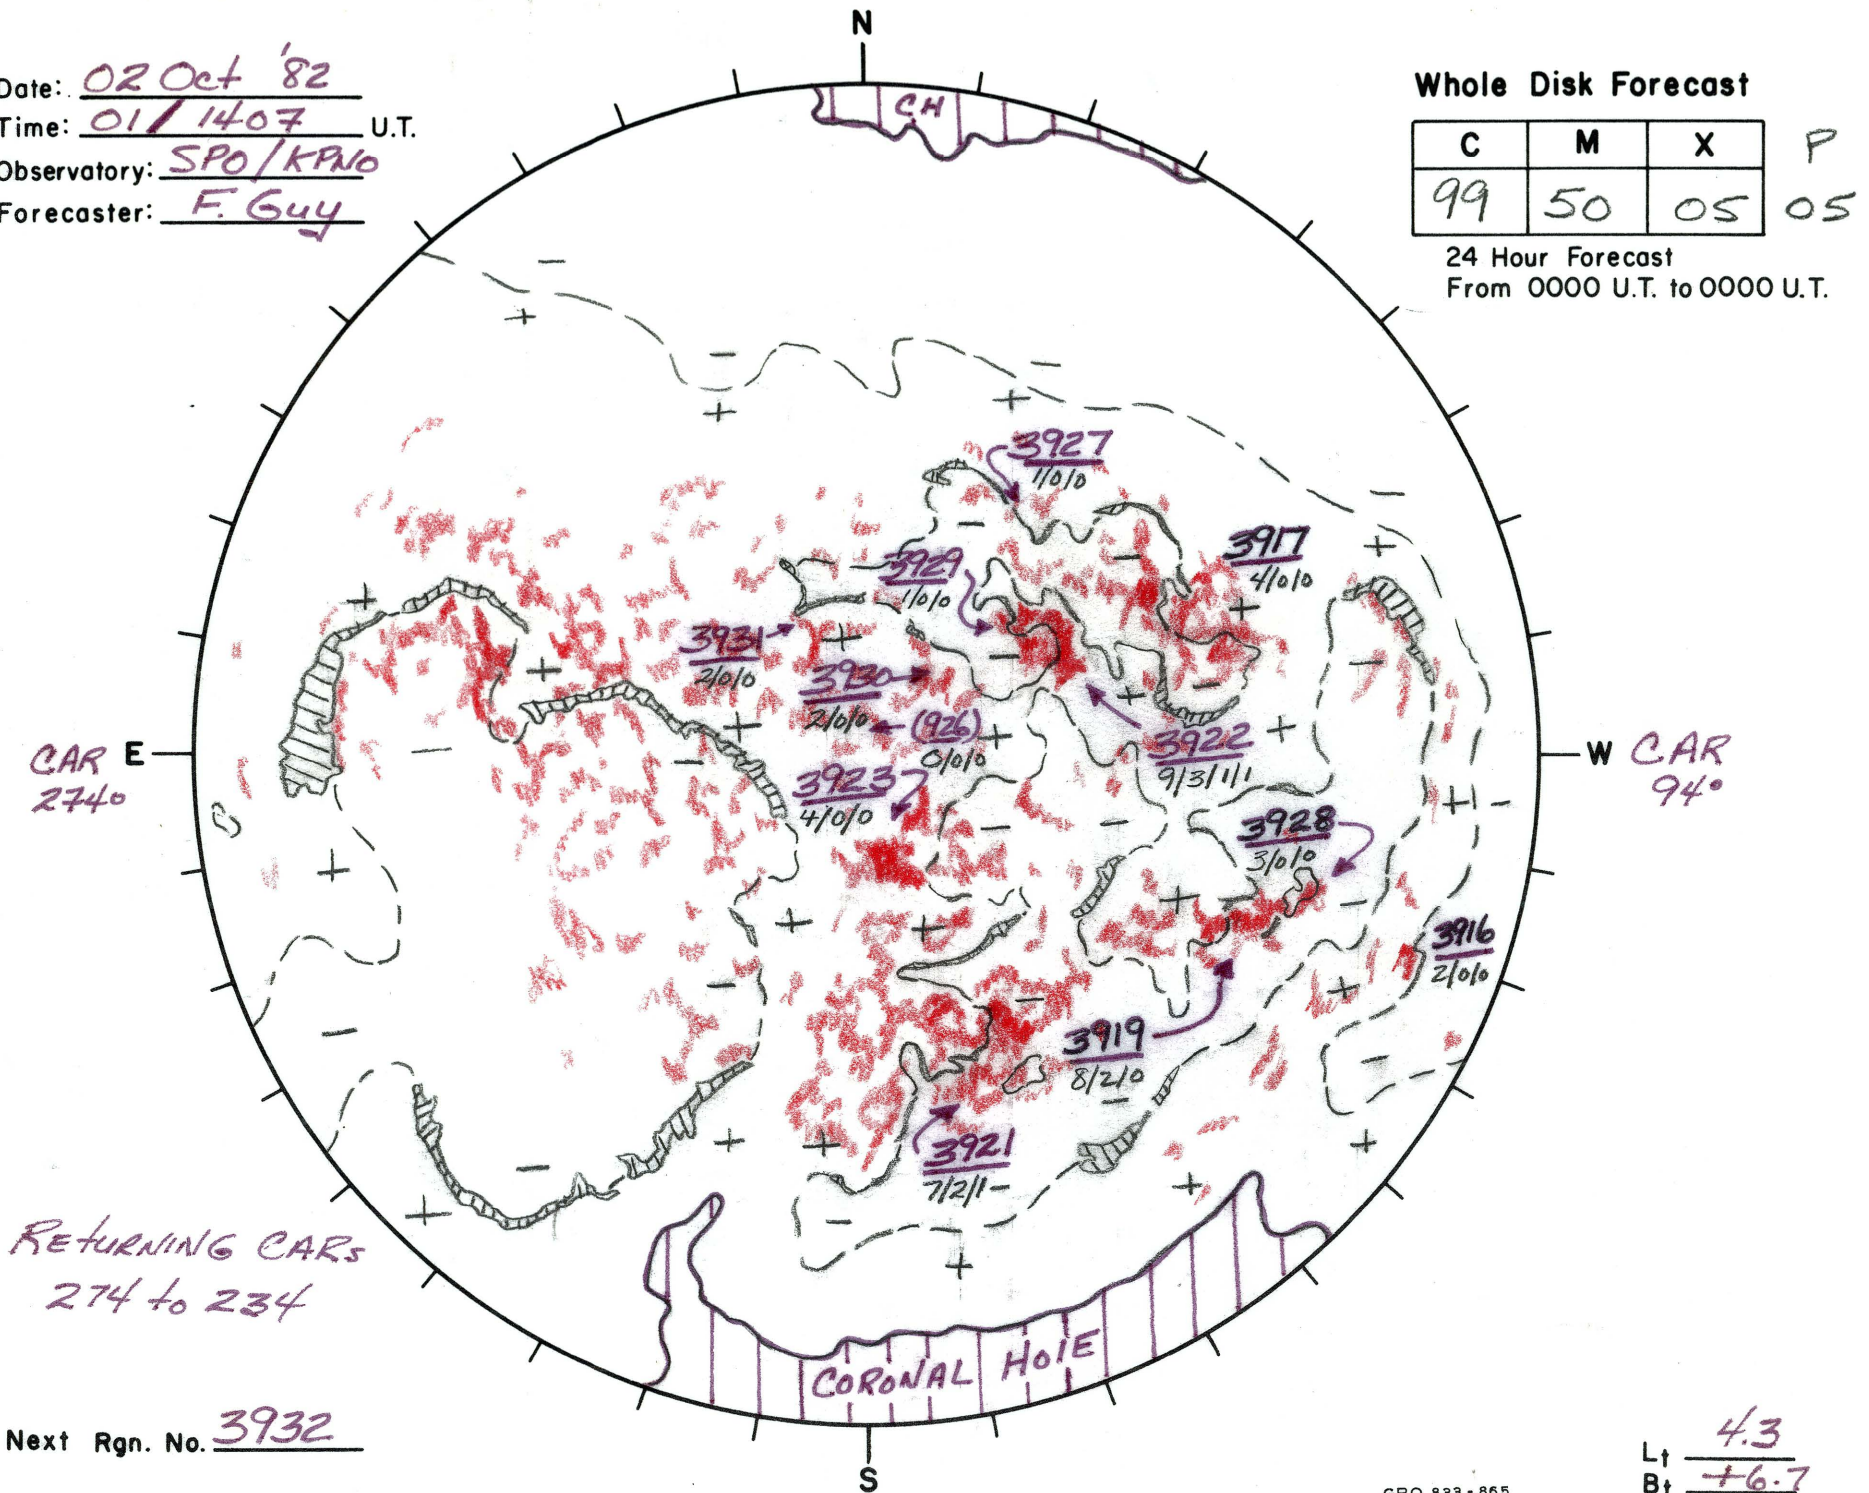 N
Date: 02 Oct '82
Time: 01/1407 U.T.
Observatory: SPO/KPNO
Forecaster: F. Guy
Whole Disk Forecast
C M X P
99 50 05 05
24 Hour Forecast
From 0000 U.T. to 0000 U.T.
CH
3927
1/0/0
3917
4/0/0
3929
1/0/0
3931
2/0/0
3930
2/0/0
(926)
0/0/0
3922
9/3/1/1
3923
4/0/0
CAR E
2740
W CAR
94°
3928
3/0/0
3916
2/0/0
3919
8/2/0
3921
7/2/1-
RETURNING CARs
274 to 234
CORONAL HOLE
Next Rgn. No. 3932
S
Lt 4.3
Bt +6.7
GPO 833-865